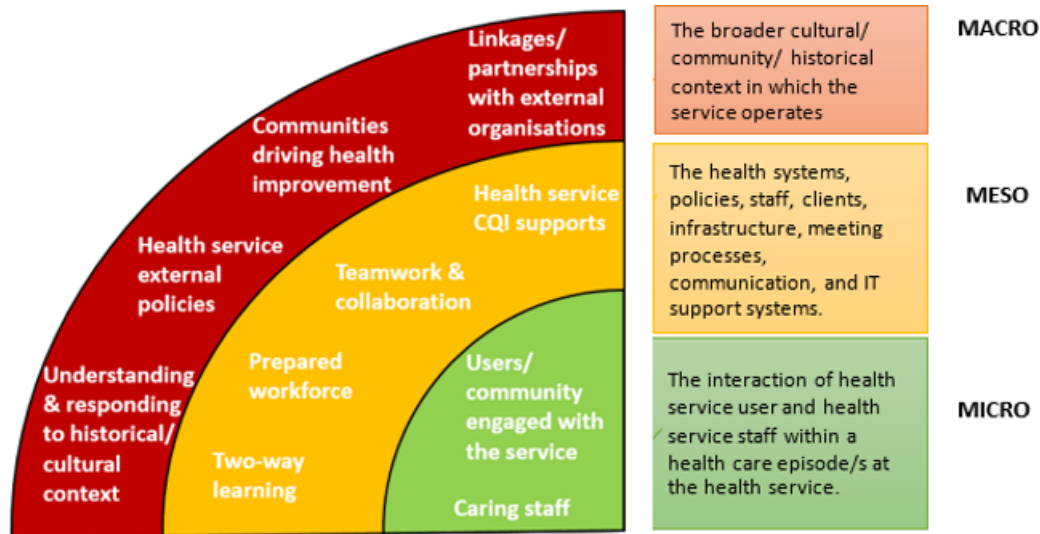 Linkages/
partnerships
with external
organisations
Communities
driving health
improvement
Health service
external
policies
Understanding
& responding
to historical/
cultural
context
Health service
CQI supports
Teamwork &
collaboration
Prepared
workforce
Two-way
learning
Users/
community
engaged with
the service
Caring staff
The broader cultural/
community/ historical
context in which the
service operates
MACRO
The health systems,
policies, staff, clients,
infrastructure, meeting
processes,
communication, and IT
support systems.
MESO
The interaction of health
service user and health
service staff within a
health care episode/s at
the health service.
MICRO